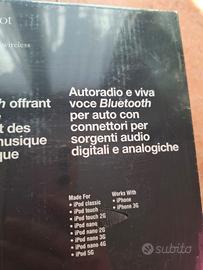 ot
wireless
h offrant
t des
musique
que
Autoradio e viva
voce Bluetooth
per auto con
connettori per
sorgenti audio
digitali e analogiche
Made For
• iPod classic
• iPod touch
• iPod touch 2G
• iPod nano
• iPod nano 2G
• iPod nano 3G
• iPod nano 4G
• iPod 5G
Works With
• iPhone
• iPhone 3G
subito